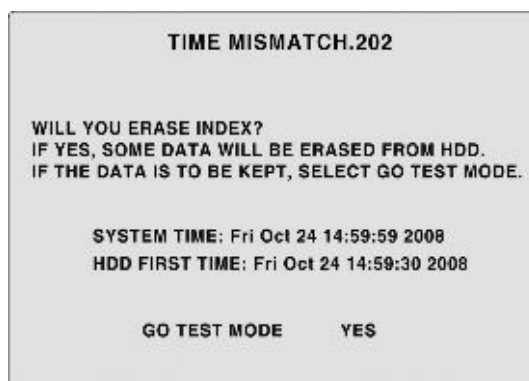 TIME MISMATCH.202
WILL YOU ERASE INDEX?
IF YES, SOME DATA WILL BE ERASED FROM HDD.
IF THE DATA IS TO BE KEPT, SELECT GO TEST MODE.
SYSTEM TIME: Fri Oct 24 14:59:59 2008
HDD FIRST TIME: Fri Oct 24 14:59:30 2008
GO TEST MODE YES